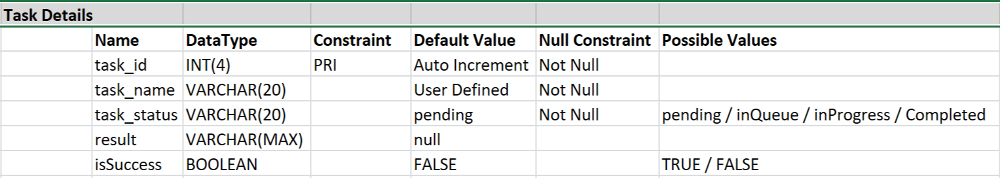 Task Details
Name DataType Constraint Default Value Null Constraint Possible Values
task_id INT(4) PRI Auto Increment Not Null
task_name VARCHAR(20) User Defined Not Null
task_status VARCHAR(20) pending Not Null pending / inQueue / inProgress / Completed
result VARCHAR(MAX) null
isSuccess BOOLEAN FALSE TRUE / FALSE